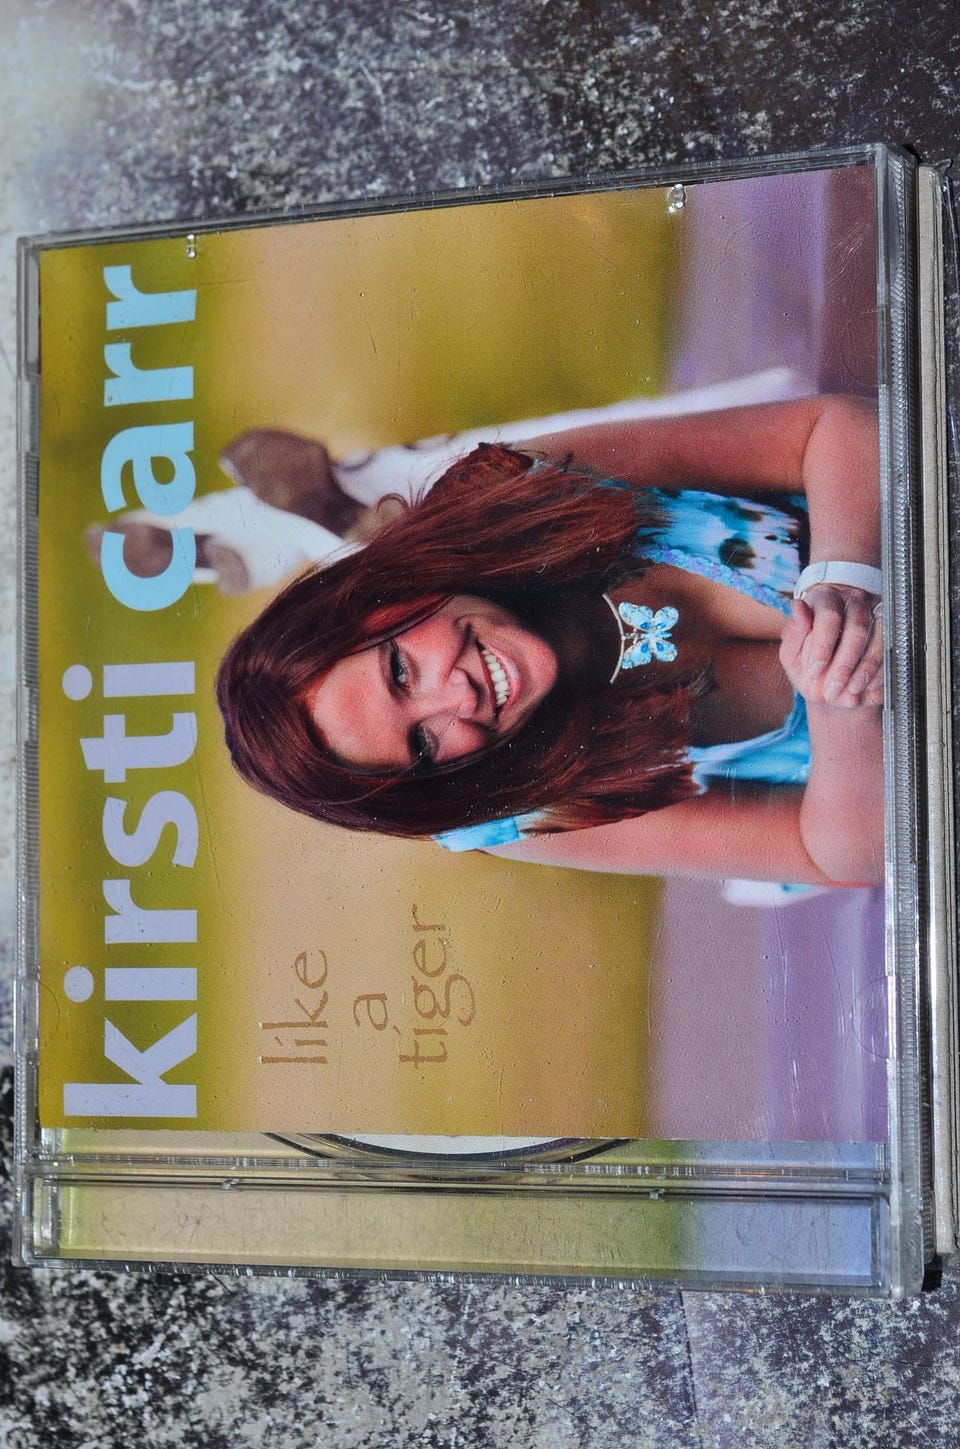 kirsti carr
like
a
tiger